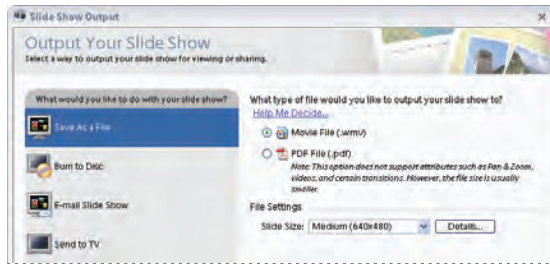 Slide Show Output
Output Your Slide Show
Select a way to output your slide show for viewing or sharing.
What would you like to do with your slide show?
Save As a File
Burn to Disc
E-mail Slide Show
Send to TV
What type of file would you like to output your slide show to?
Help Me Decide...
Movie File (.wmv)
PDF File (.pdf)
Note: This option does not support attributes such as Pan & Zoom,
videos, and certain transitions. However, the file size is usually
smaller.
File Settings
Slide Size: Medium (640x480) Details...